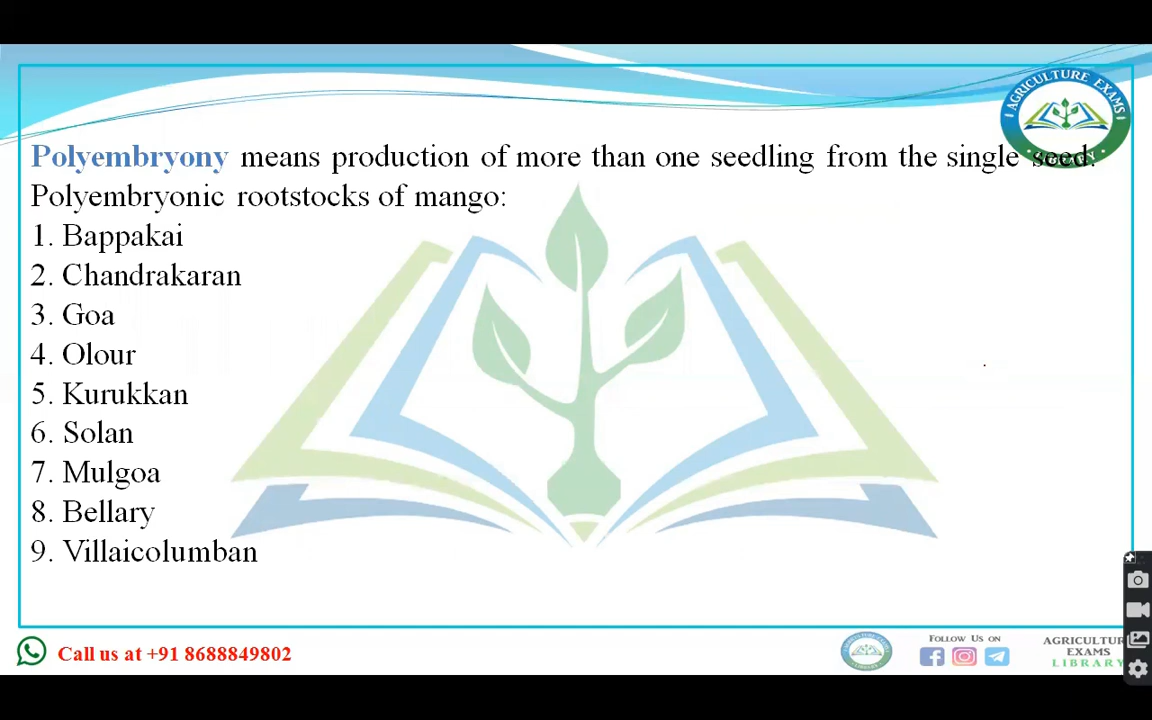 AGRICULTURE EXAMS
LIBRARY
Polyembryony means production of more than one seedling from the single seed.
Polyembryonic rootstocks of mango:
1. Bappakai
2. Chandrakaran
3. Goa
4. Olour
5. Kurukkan
6. Solan
7. Mulgoa
8. Bellary
9. Villaicolumban
Call us at +91 8688849802
FOLLOW US ON
AGRICULTUR
EXAMS
LIBRARY